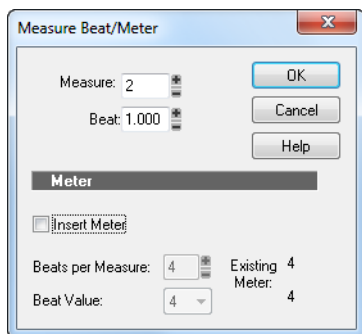 Measure Beat/Meter
Measure: 2
OK
Beat: 1.000
Cancel
Help
Meter
Insert Meter
Beats per Measure: 4 Existing 4
Meter:
Beat Value: 4 4